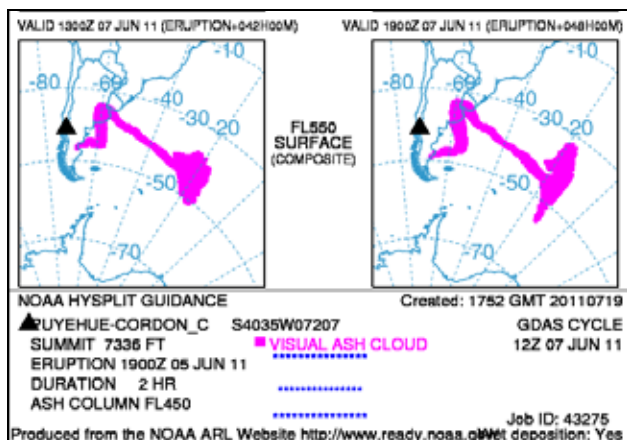 VALID 1300Z 07 JUN 11 (ERUPTION+042H00M)
VALID 1900Z 07 JUN 11 (ERUPTION+048H00M)
-10
-80
-60
-40
-30
-20
-50
-70
FL550
SURFACE
(COMPOSITE)
-10
-80
-60
-40
-30
-20
-50
-70
NOAA HYSPLIT GUIDANCE
Created: 1752 GMT 20110719
PUYEHUE-CORDON_C S4035W07207
GDAS CYCLE
SUMMIT 7336 FT
VISUAL ASH CLOUD
12Z 07 JUN 11
ERUPTION 1900Z 05 JUN 11
DURATION 2 HR
ASH COLUMN FL450
Job ID: 43275
Produced from the NOAA ARL Website http://www.ready.noaa.gov
Wet deposition: Yes